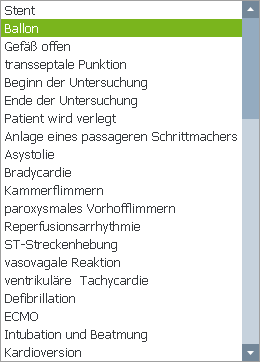 Stent
Ballon
Gefäß offen
transseptale Punktion
Beginn der Untersuchung
Ende der Untersuchung
Patient wird verlegt
Anlage eines passageren Schrittmachers
Asystolie
Bradycardie
Kammerflimmern
paroxysmales Vorhofflimmern
Reperfusionsarrhythmie
ST-Streckenhebung
vasovagale Reaktion
ventrikuläre  Tachycardie
Defibrillation
ECMO
Intubation und Beatmung
Kardioversion